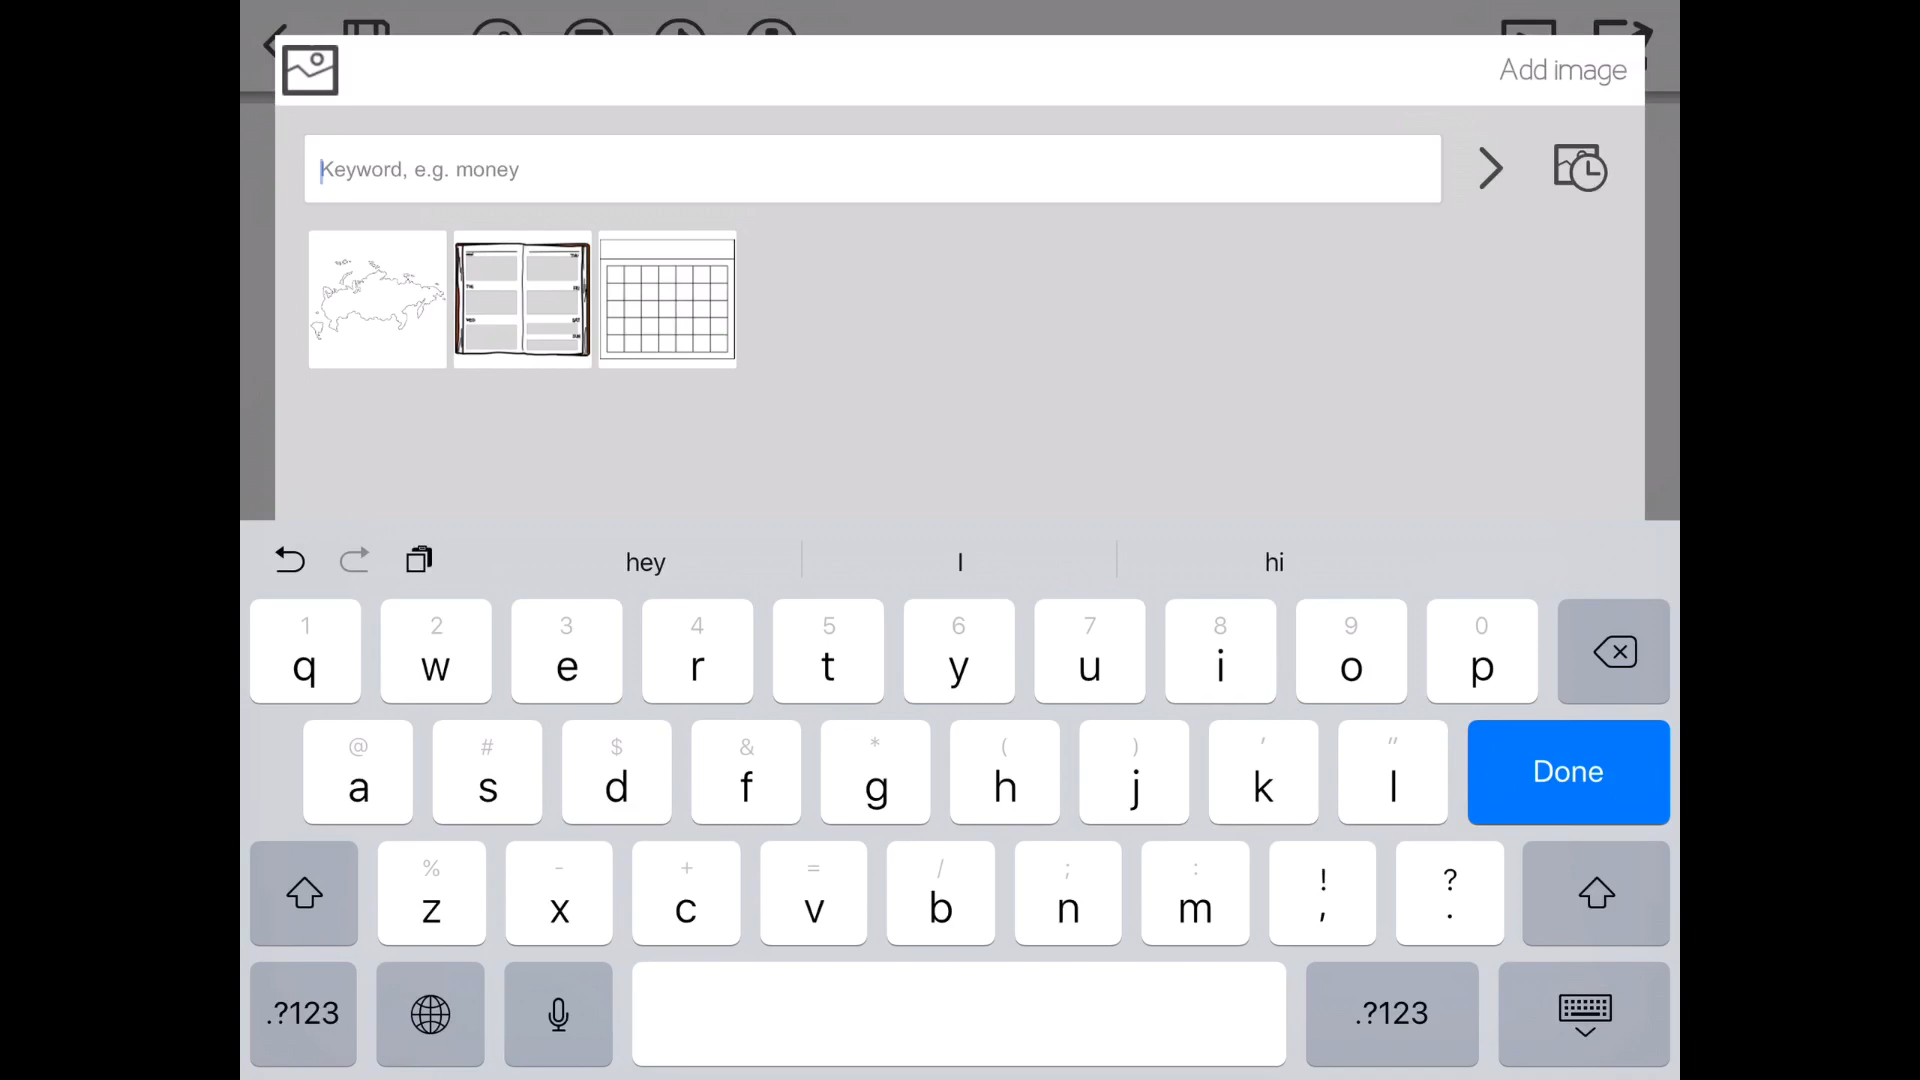 Add image
Keyword, e.g. money
hey I hi
1 2 3 4 5 6 7 8 9 0
q w e r t y u i o p
@ # $ & * ( ) ' "
a s d f g h j k l Done
% - + = / ; : ! ?
z x c v b n m , .
.?123 .?123